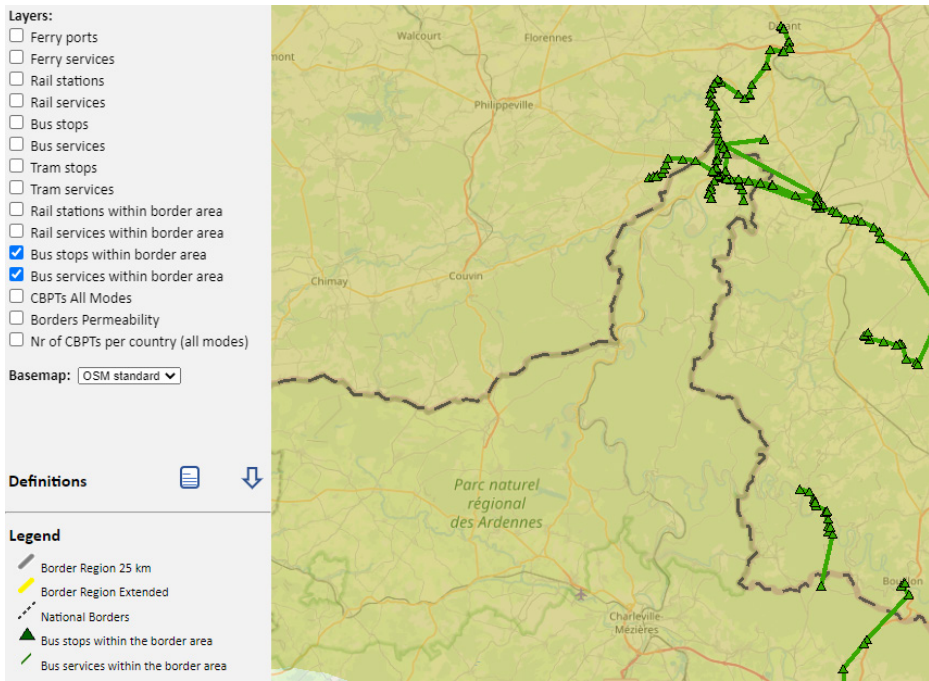 Layers:
Ferry ports
Ferry services
Rail stations
Rail services
Bus stops
Bus services
Tram stops
Tram services
Rail stations within border area
Rail services within border area
Bus stops within border area
Bus services within border area
CBPTs All Modes
Borders Permeability
Nr of CBPTs per country (all modes)
Basemap: OSM standard
Definitions
Legend
Border Region 25 km
Border Region Extended
National Borders
Bus stops within the border area
Bus services within the border area
mont
Walcourt
Florennes
Philippeville
Chimay
Couvin
Parc naturel
régional
des Ardennes
Charleville-
Mézières